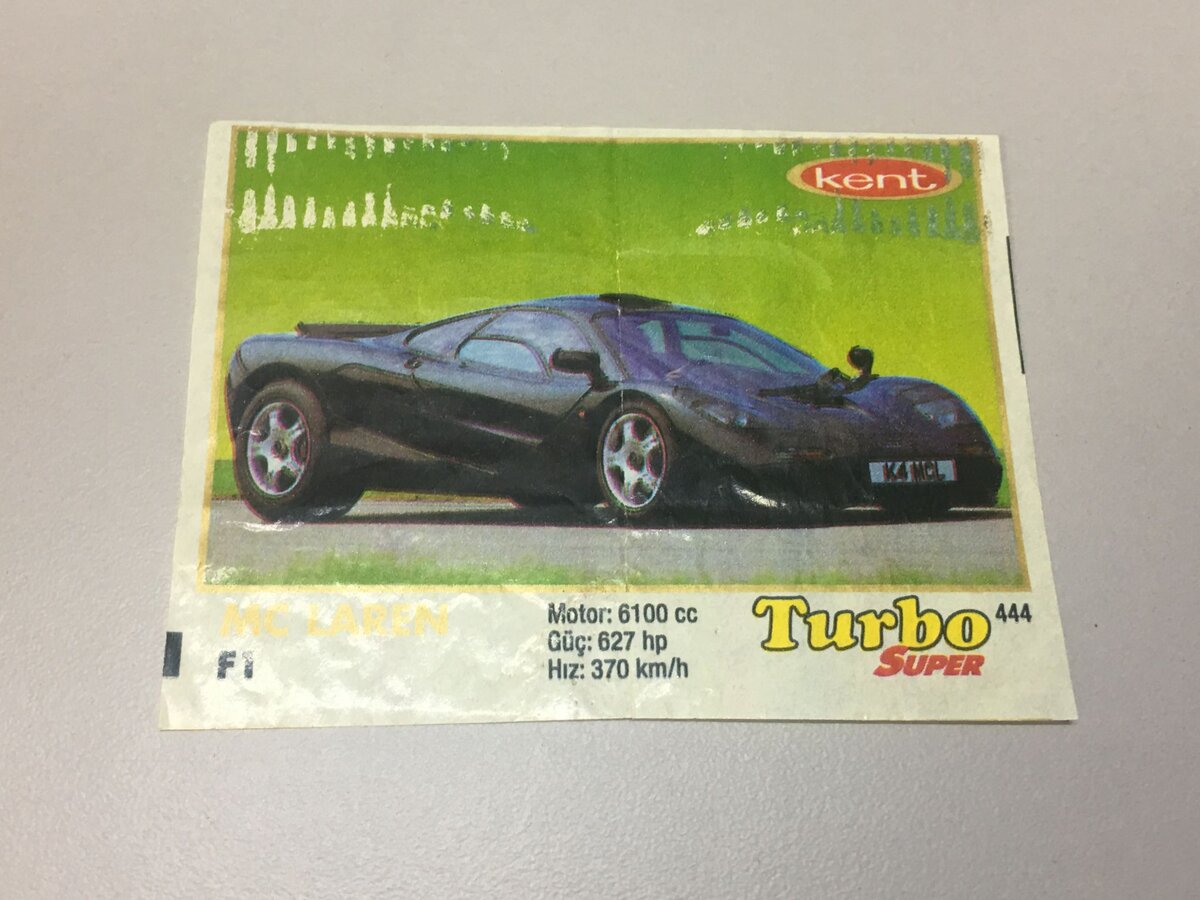 kent
K4 MCL
MC LAREN
F1
Motor: 6100 cc
Güç: 627 hp
Hız: 370 km/h
Turbo 444
SUPER